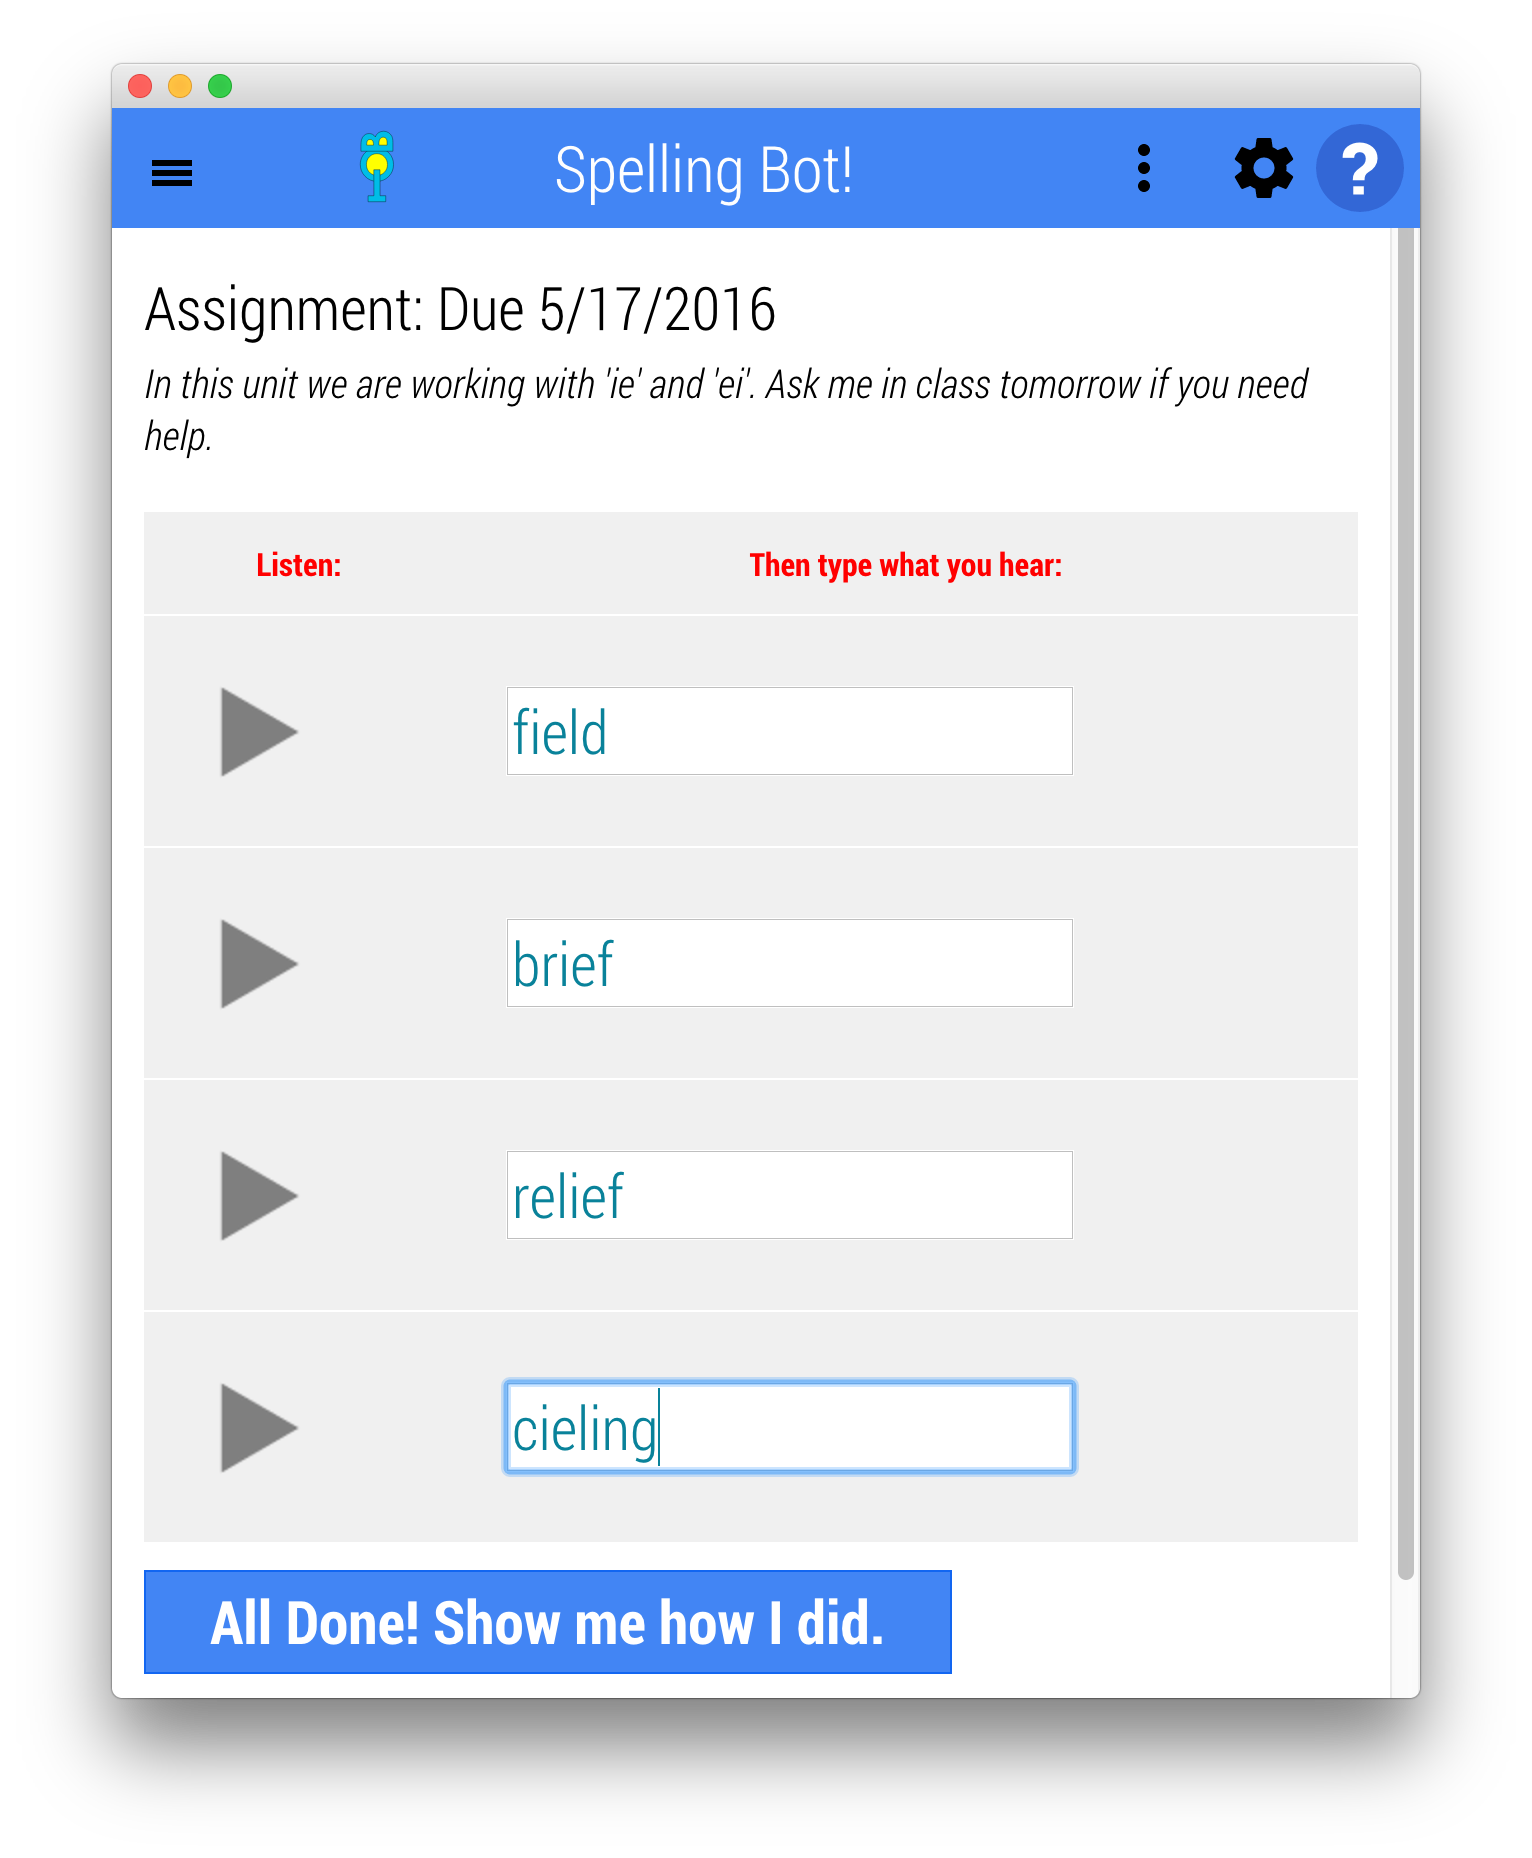 Spelling Bot!
?
Assignment: Due 5/17/2016
In this unit we are working with 'ie' and 'ei'. Ask me in class tomorrow if you need
help.
Listen: Then type what you hear:
field
brief
relief
cieling
All Done! Show me how I did.